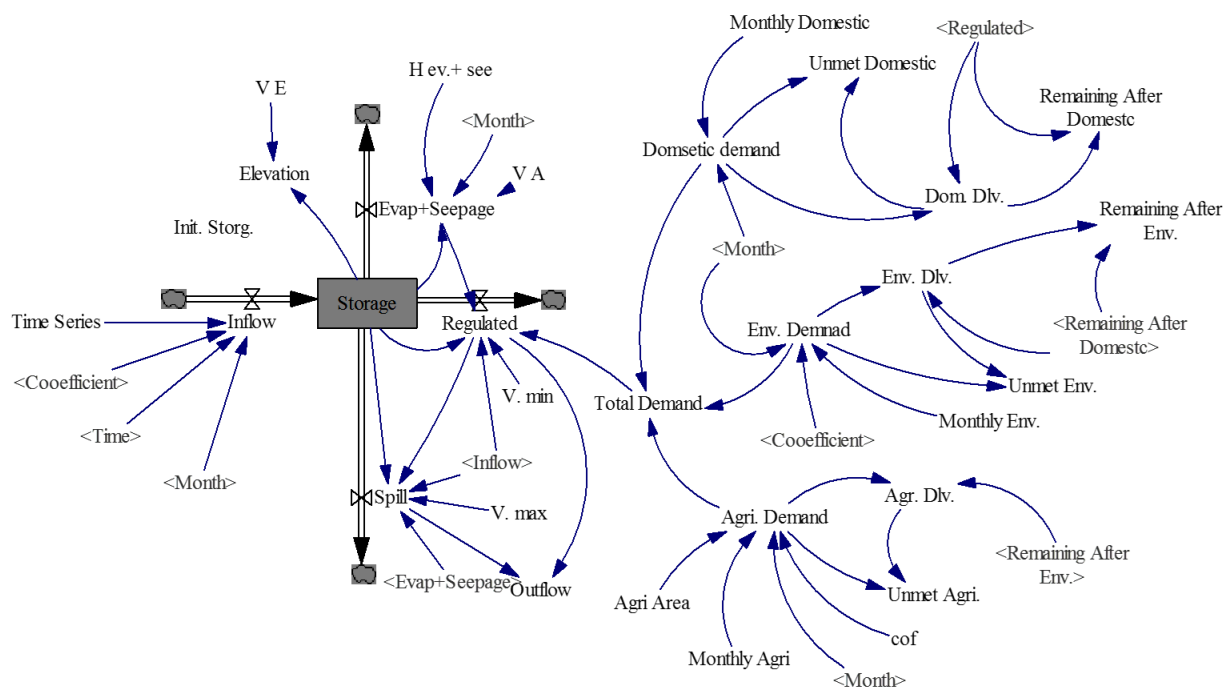 Monthly Domestic
<Regulated>
Unmet Domestic
H ev.+ see
V E
Remaining After
Domestc
<Month>
Domsetic demand
Elevation
V A
Dom. Dlv.
Evap+Seepage
Remaining After
Env.
Init. Storg.
<Month>
Env. Dlv.
Storage
Time Series
Inflow
Regulated
Env. Demnad
<Remaining After
Domestc>
<Cooefficient>
V. min
Total Demand
Unmet Env.
Monthly Env.
<Time>
<Cooefficient>
<Inflow>
<Month>
Spill
V. max
Agri. Demand
Agr. Dlv.
<Remaining After
Env.>
<Evap+Seepage>
Outflow
Agri Area
Unmet Agri.
cof
Monthly Agri
<Month>